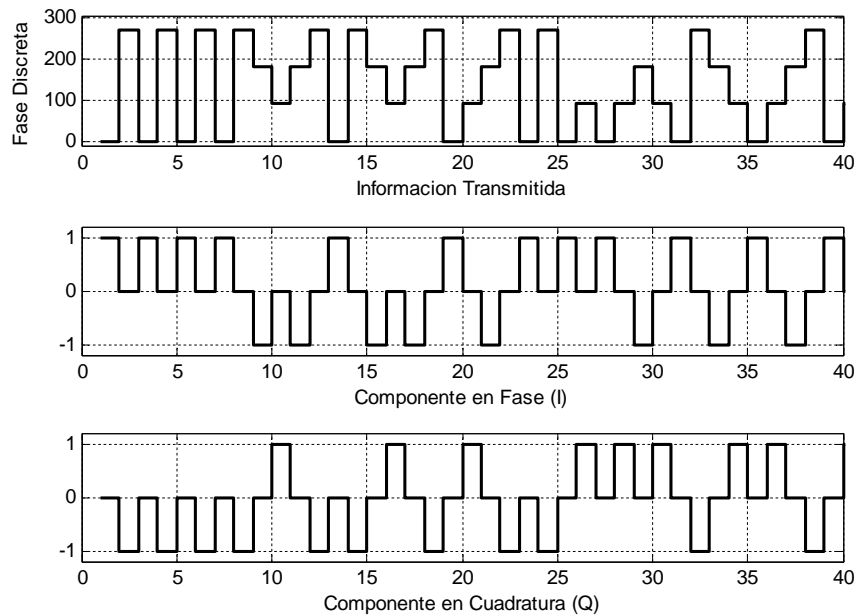 Fase Discreta
300
200
100
0
0 5 10 15 20 25 30 35 40
Informacion Transmitida
1
0
-1
0 5 10 15 20 25 30 35 40
Componente en Fase (I)
1
0
-1
0 5 10 15 20 25 30 35 40
Componente en Cuadratura (Q)